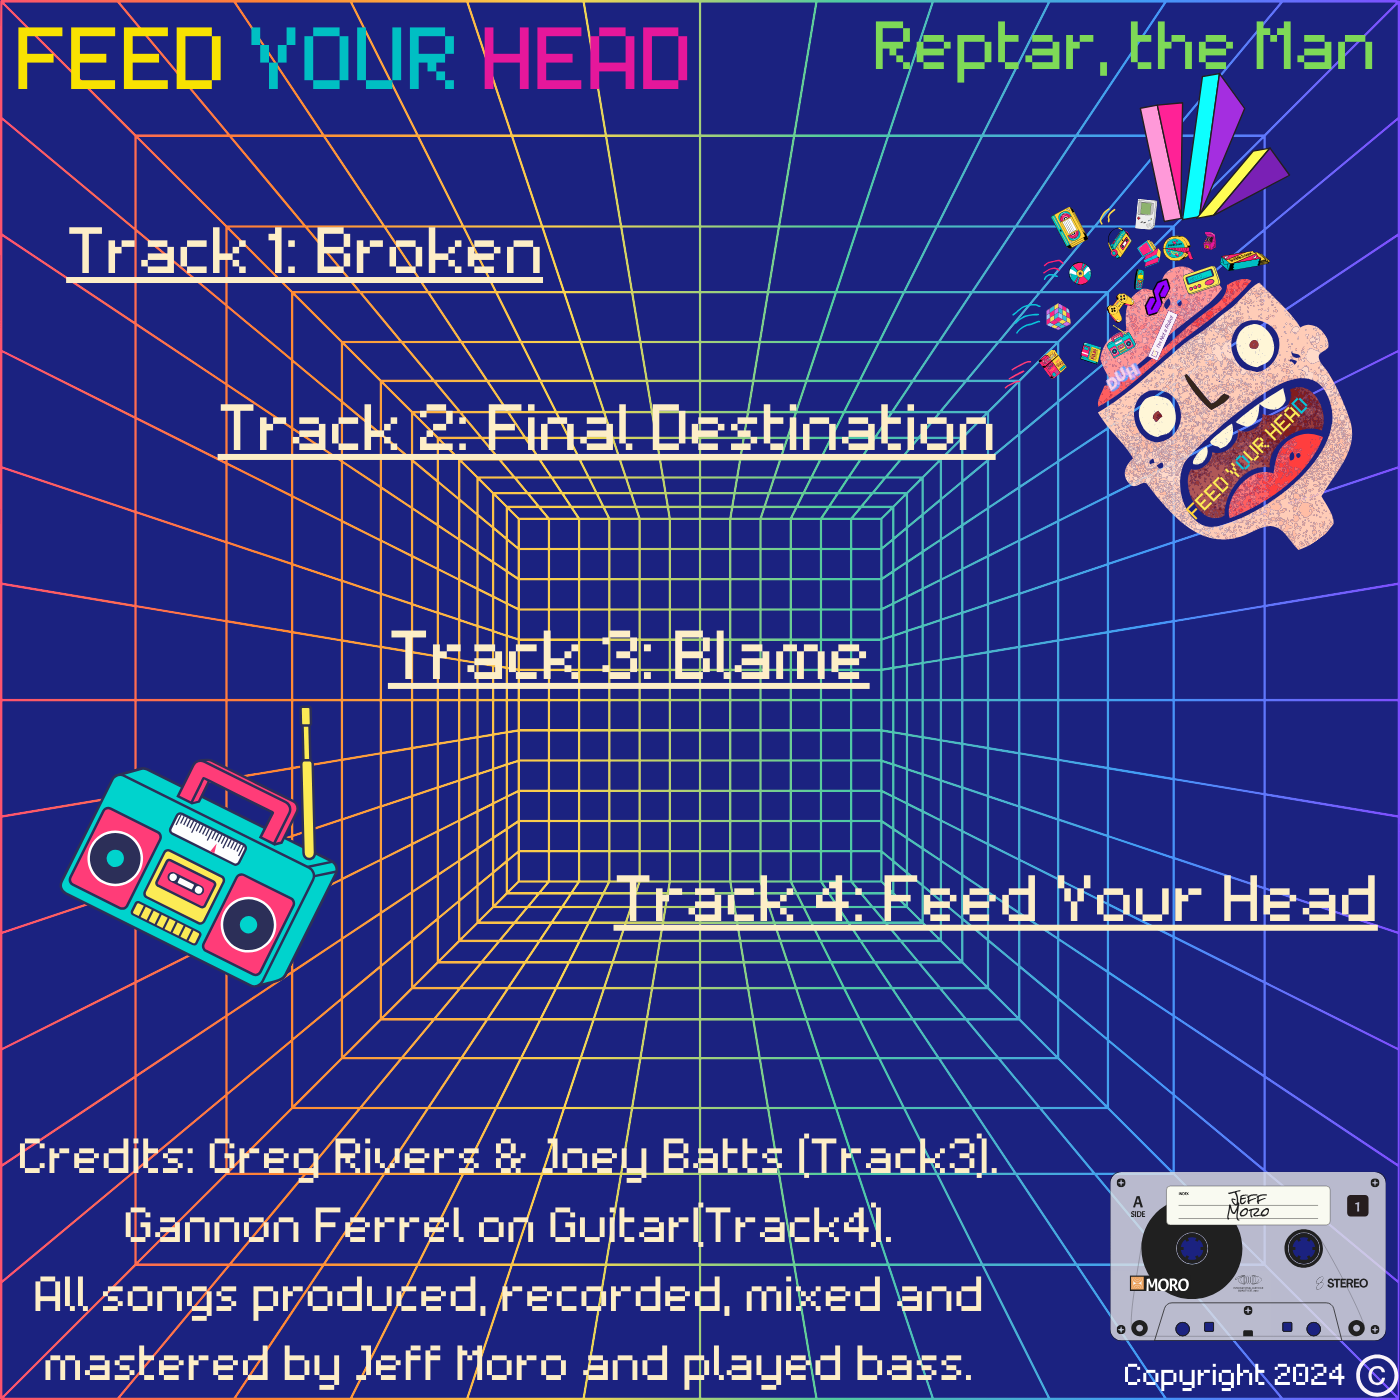 FEED YOUR HEAD
Reptar, the Man
Track 1: Broken
DUH
FEED YOUR HEAD
Track 2: Final Destination
Track 3: Blame
Track 4: Feed Your Head
Credits: Greg Rivers & Joey Batts (Track3).
Gannon Ferrel on Guitar(Track4).
All songs produced, recorded, mixed and
mastered by Jeff Moro and played bass.
A
SIDE
INDEX
JEFF
MORO
1
MORO
STEREO
Copyright 2024 ©